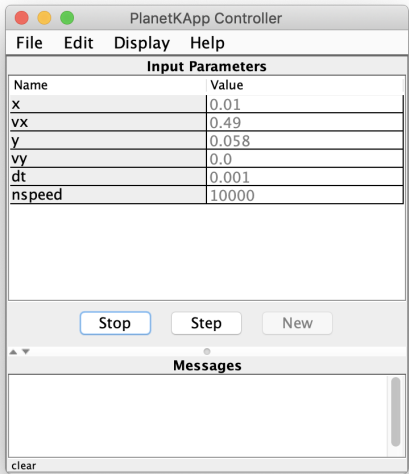 PlanetKApp Controller
File Edit Display Help
Input Parameters
Name Value
x 0.01
vx 0.49
y 0.058
vy 0.0
dt 0.001
nspeed 10000
Stop Step New
Messages
clear